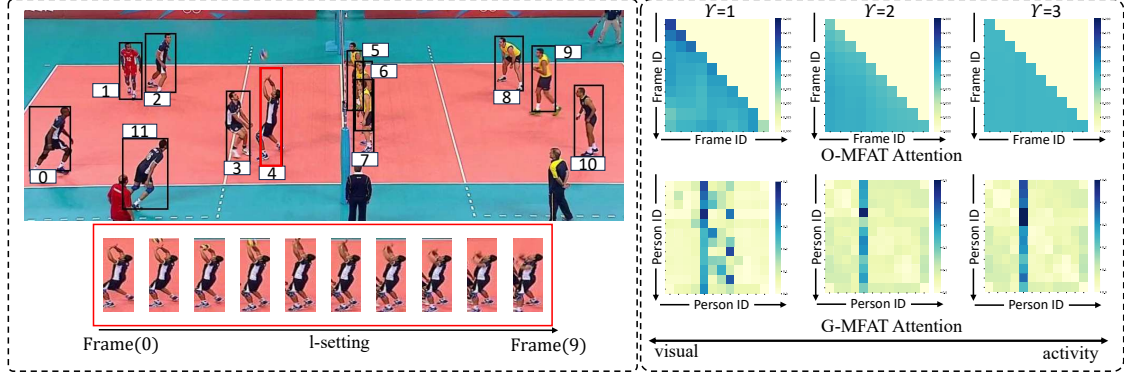 5
6
9
1
2
8
11
0
3
4
7
10
Frame(0)
l-setting
Frame(9)
ϒ=1
ϒ=2
ϒ=3
Frame ID
Frame ID
Frame ID
Frame ID
Frame ID
Frame ID
O-MFAT Attention
Person ID
Person ID
Person ID
Person ID
Person ID
Person ID
G-MFAT Attention
visual
activity